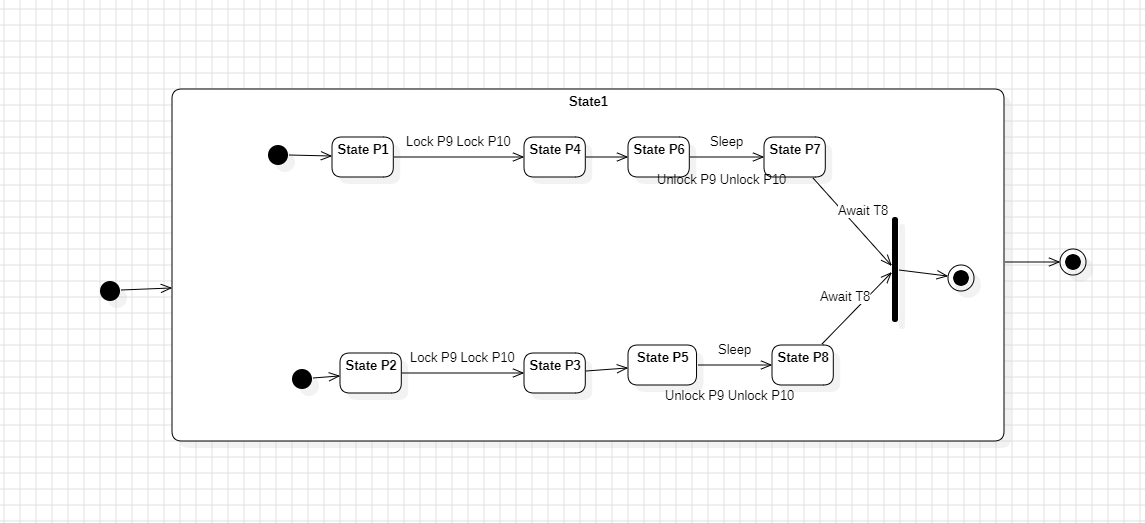 State1
State P1
Lock P9 Lock P10
State P4
State P6
Sleep
State P7
Unlock P9 Unlock P10
Await T8
Await T8
State P2
Lock P9 Lock P10
State P3
State P5
Sleep
State P8
Unlock P9 Unlock P10